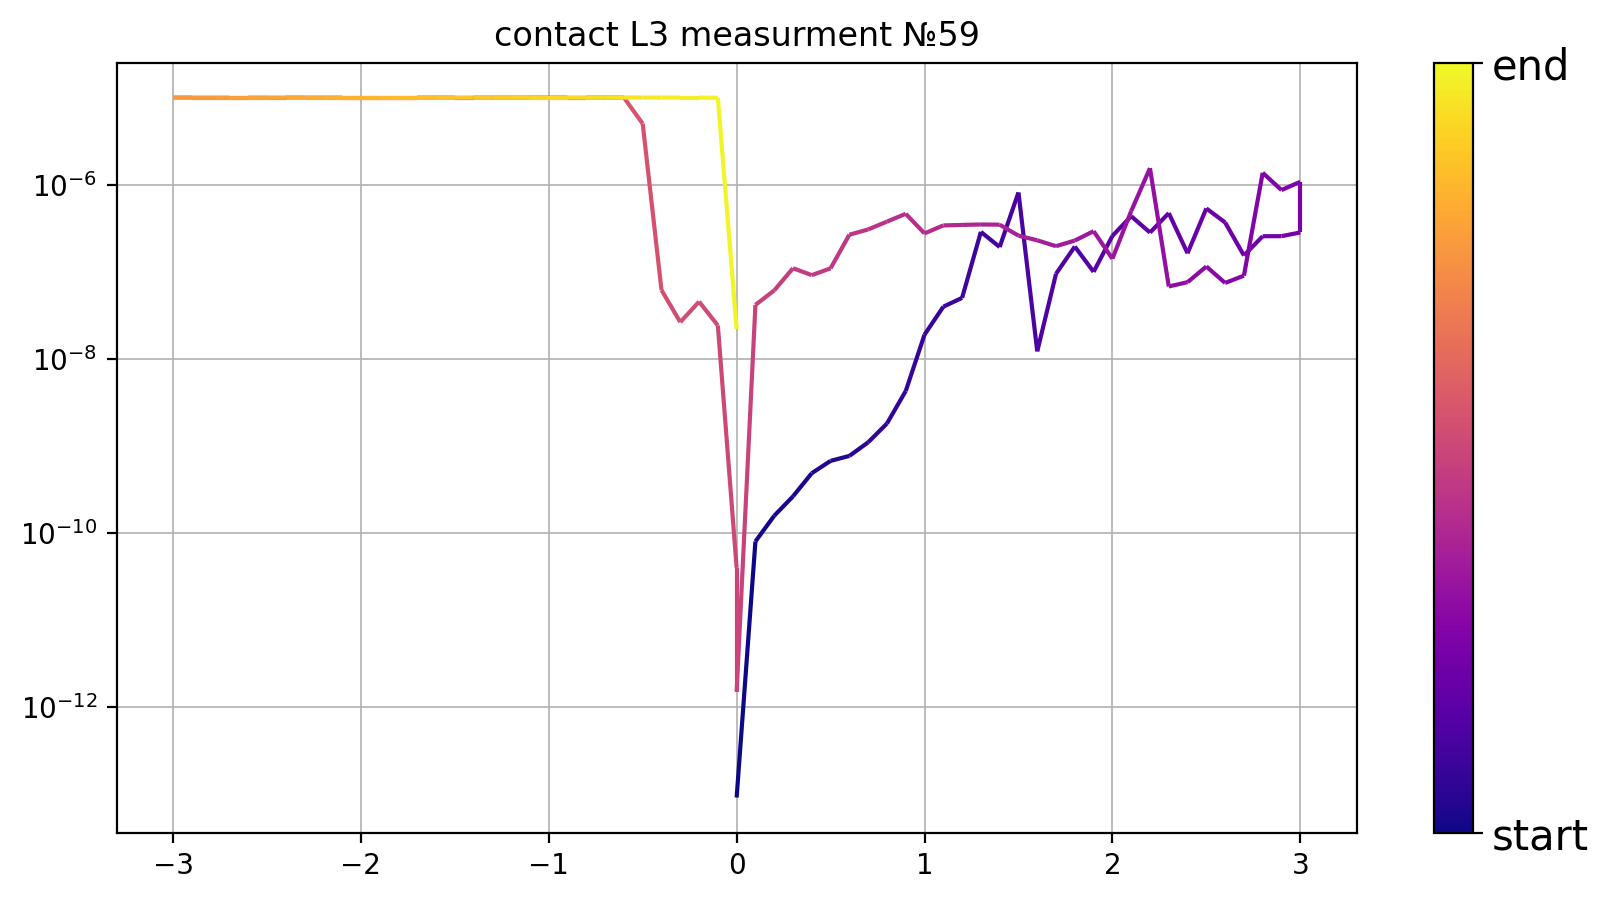 contact L3 measurment №59
10⁻⁶
10⁻⁸
10⁻¹⁰
10⁻¹²
−3 −2 −1 0 1 2 3
end
start